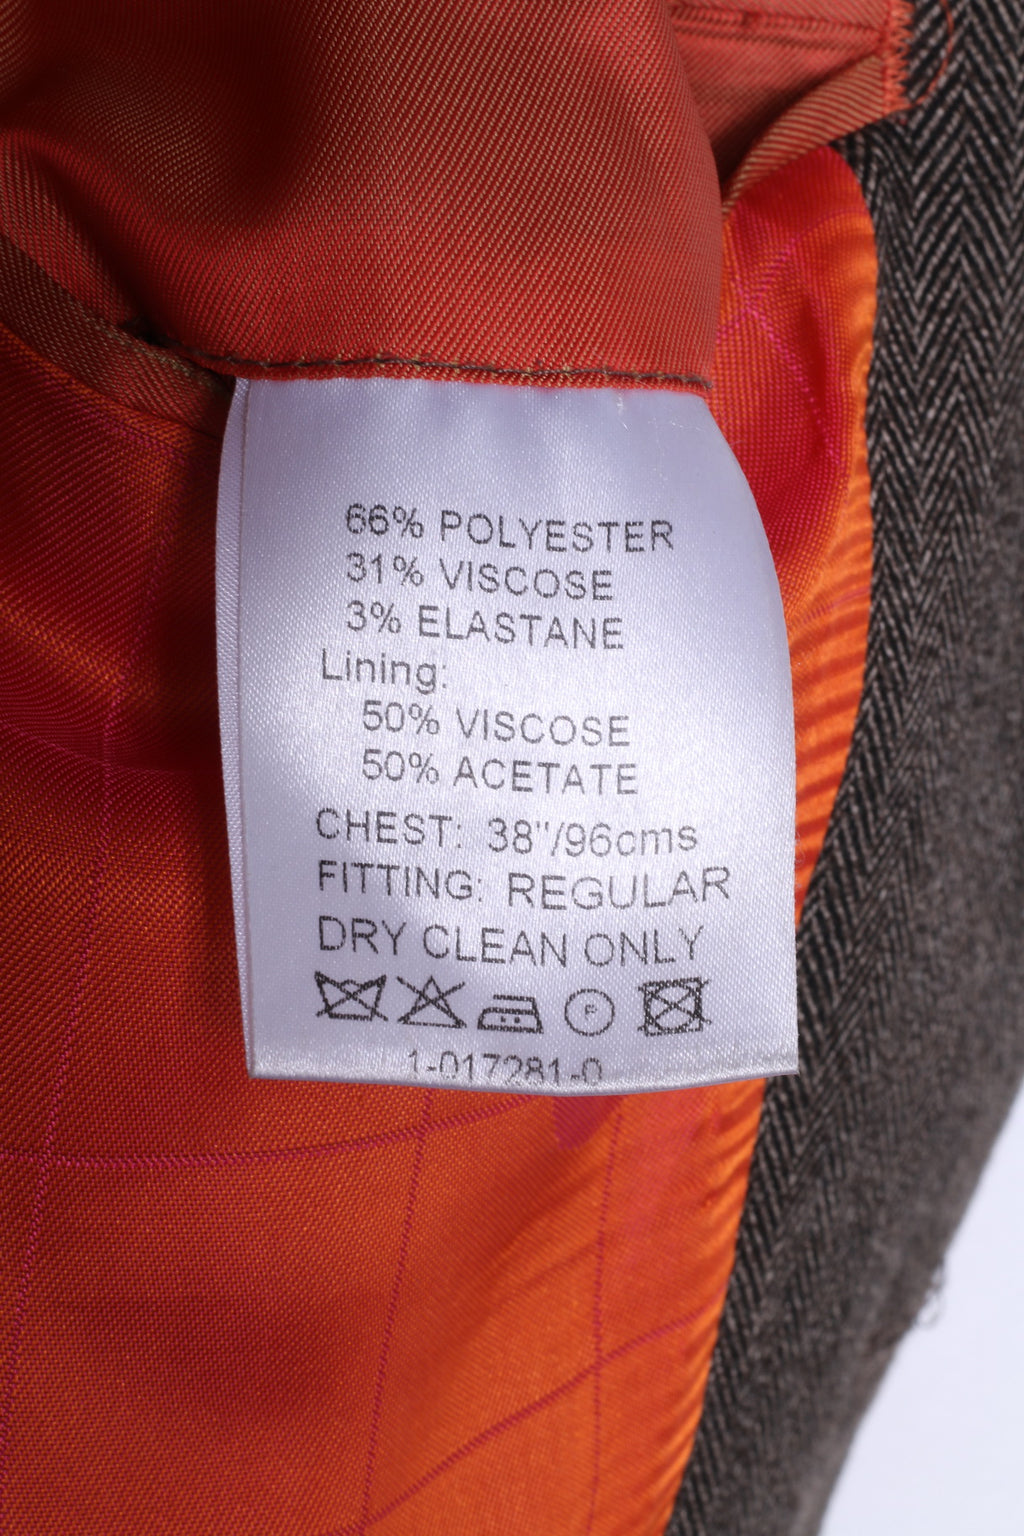 66% POLYESTER
31% VISCOSE
3% ELASTANE
Lining:
50% VISCOSE
50% ACETATE
CHEST: 38"/96cms
FITTING: REGULAR
DRY CLEAN ONLY
F
1-017281-0